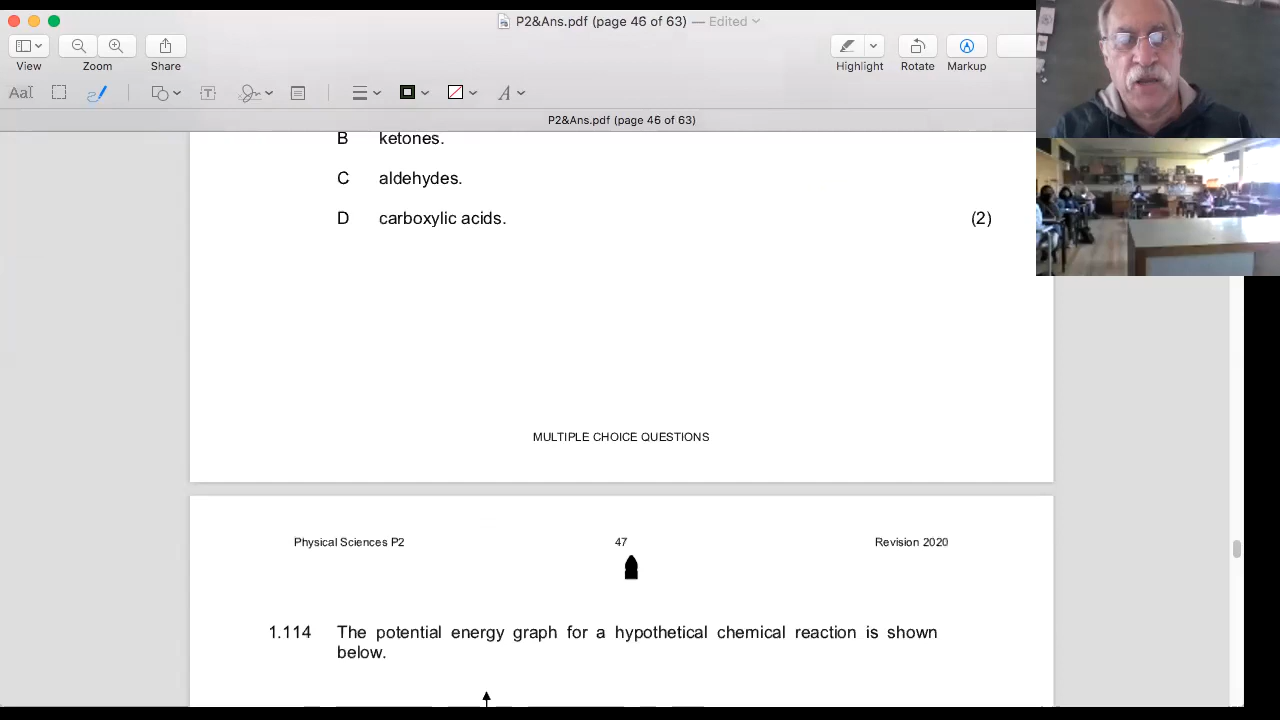 P2&Ans.pdf (page 46 of 63) — Edited
View
Zoom
Share
Highlight
Rotate
Markup
AaI
T
A
P2&Ans.pdf (page 46 of 63)
B ketones.
C aldehydes.
D carboxylic acids. (2)
MULTIPLE CHOICE QUESTIONS
Physical Sciences P2 47 Revision 2020
1.114 The potential energy graph for a hypothetical chemical reaction is shown
below.